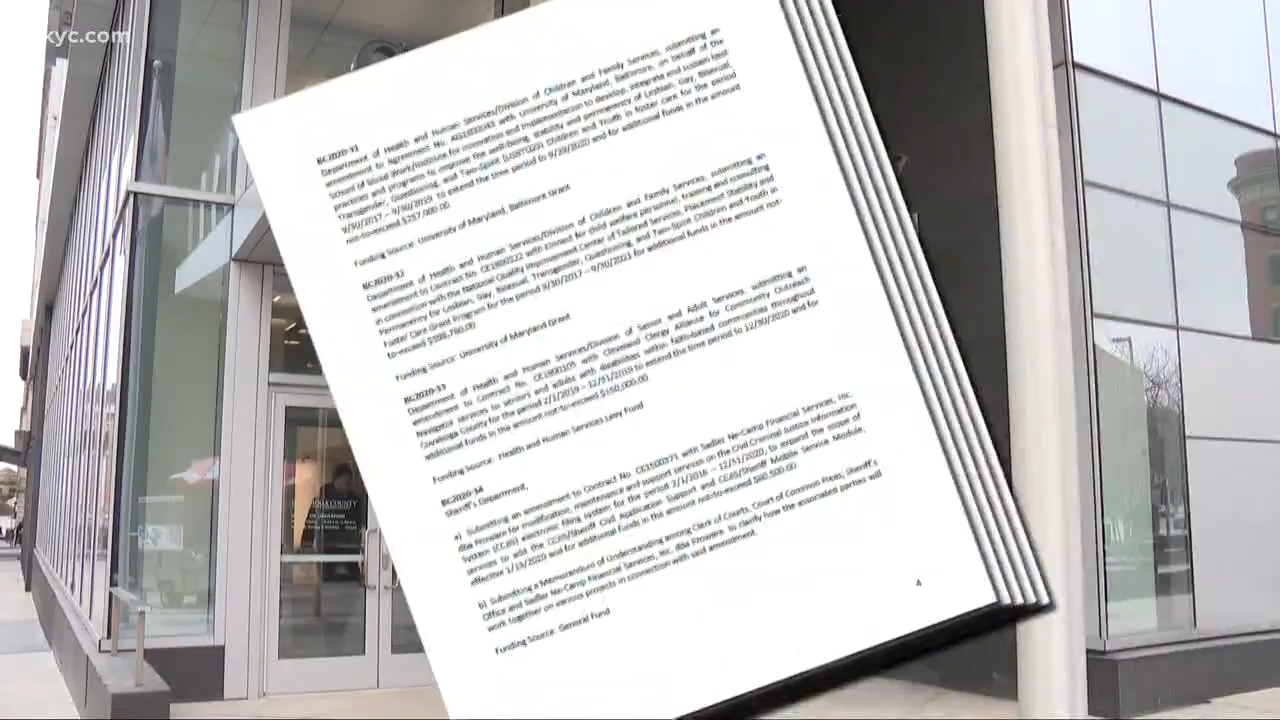 kyc.com
BC2020-31
Department of Health and Human Services/Division of Children and Family Services, submitting an
amendment to Agreement No. with University of Maryland, Baltimore, on behalf of the
School of Social Work/Institute for Innovation and Implementation to develop, integrate and sustain best
practices and programs to improve the well-being, stability and permanency of Lesbian, Gay, Bisexual,
Transgender, Questioning, and Two-Spirit (LGBTQ2S) Children and Youth in foster care for the period
9/30/2017 – 9/30/2019 to extend the time period to 9/29/2020 and for additional funds in the amount
not-to-exceed $257,000.00.
Funding Source: University of Maryland, Baltimore Grant
BC2020-32
Department of Health and Human Services/Division of Children and Family Services, submitting an
amendment to Contract No. with for child welfare personnel training and consulting
in connection with the National Quality Improvement Center of Tailored Services, Placement Stability and
Permanency for Lesbian, Gay, Bisexual, Transgender, Questioning, and Two-Spirit Children and Youth in
Foster Care Grant Program for the period 9/30/2017 – 9/30/2021 for additional funds in the amount not-
to-exceed
Funding Source: University of Maryland Grant
BC2020-33
Department of Health and Human Services/Division of Senior and Adult Services, submitting an
amendment to Contract No. with Cleveland Clergy Alliance for Community Outreach
Navigator services to seniors and adults with disabilities within faith-based communities throughout
Cuyahoga County for the period 2/1/2019 – 12/31/2019 to extend the time period to 12/30/2020 and for
additional funds in the amount not-to-exceed $150,000.00
Funding Source: Health and Human Services Levy Fund
BC2020-34
Sheriff's Department,
a) Submitting an amendment to Contract No. CE1500371 with Sadler Ne-Camp Financial Services, Inc.
dba Proware for modification, maintenance and support services on the Civil Criminal Justice Information
System (CCJIS) electronic filing system for the period 2/1/2016 – 12/31/2020, to expand the scope of
services to add the CCJIS/Sheriff Civil Application Support and CCJIS/Sheriff Mobile Service Module,
effective 1/13/2020 and for additional funds in the amount not-to-exceed
b) Submitting a Memorandum of Understanding among Clerk of Courts, Court of Common Pleas, Sheriff's
Office and Sadler Ne-Camp Financial Services, Inc. dba Proware to clarify how the associated parties will
work together on various projects in connection with said amendment.
Funding Source: General Fund
4